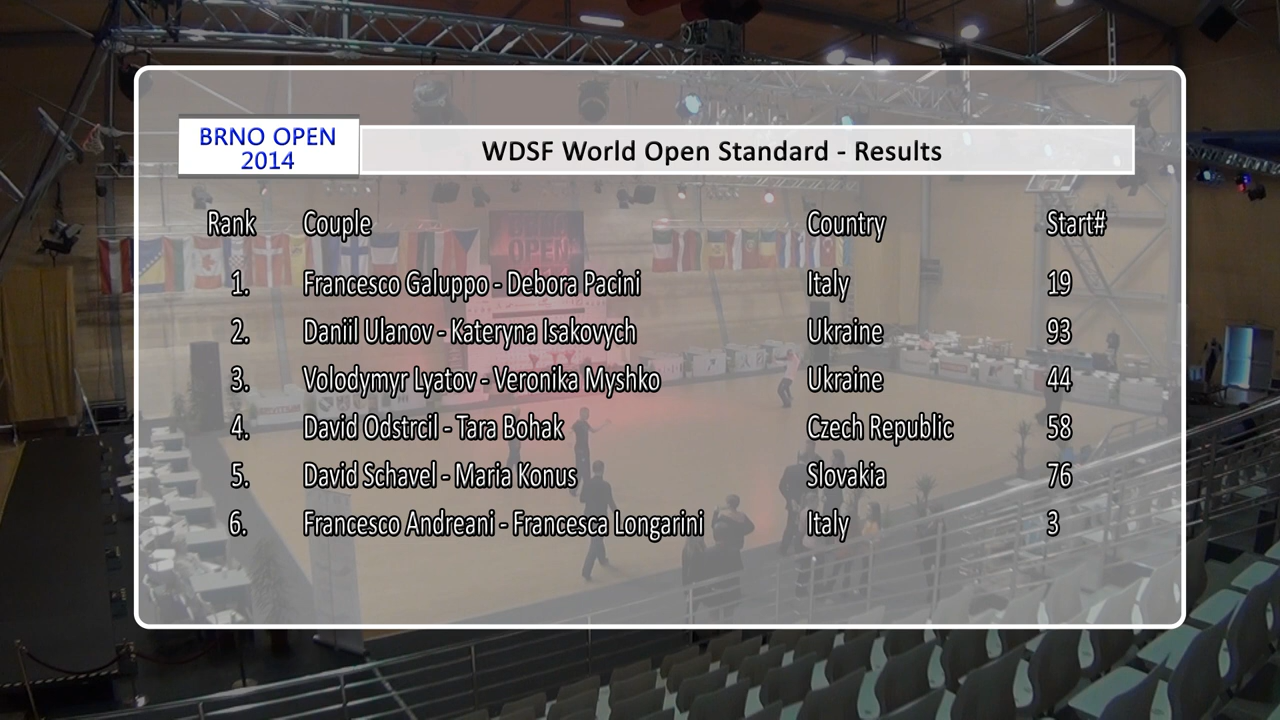 BRNO OPEN
2014
WDSF World Open Standard - Results
Rank Couple Country Start#
1. Francesco Galuppo - Debora Pacini Italy 19
2. Daniil Ulanov - Kateryna Isakovych Ukraine 93
3. Volodymyr Lyatov - Veronika Myshko Ukraine 44
4. David Odstrcil - Tara Bohak Czech Republic 58
5. David Schavel - Maria Konus Slovakia 76
6. Francesco Andreani - Francesca Longarini Italy 3
BRNO
OPEN